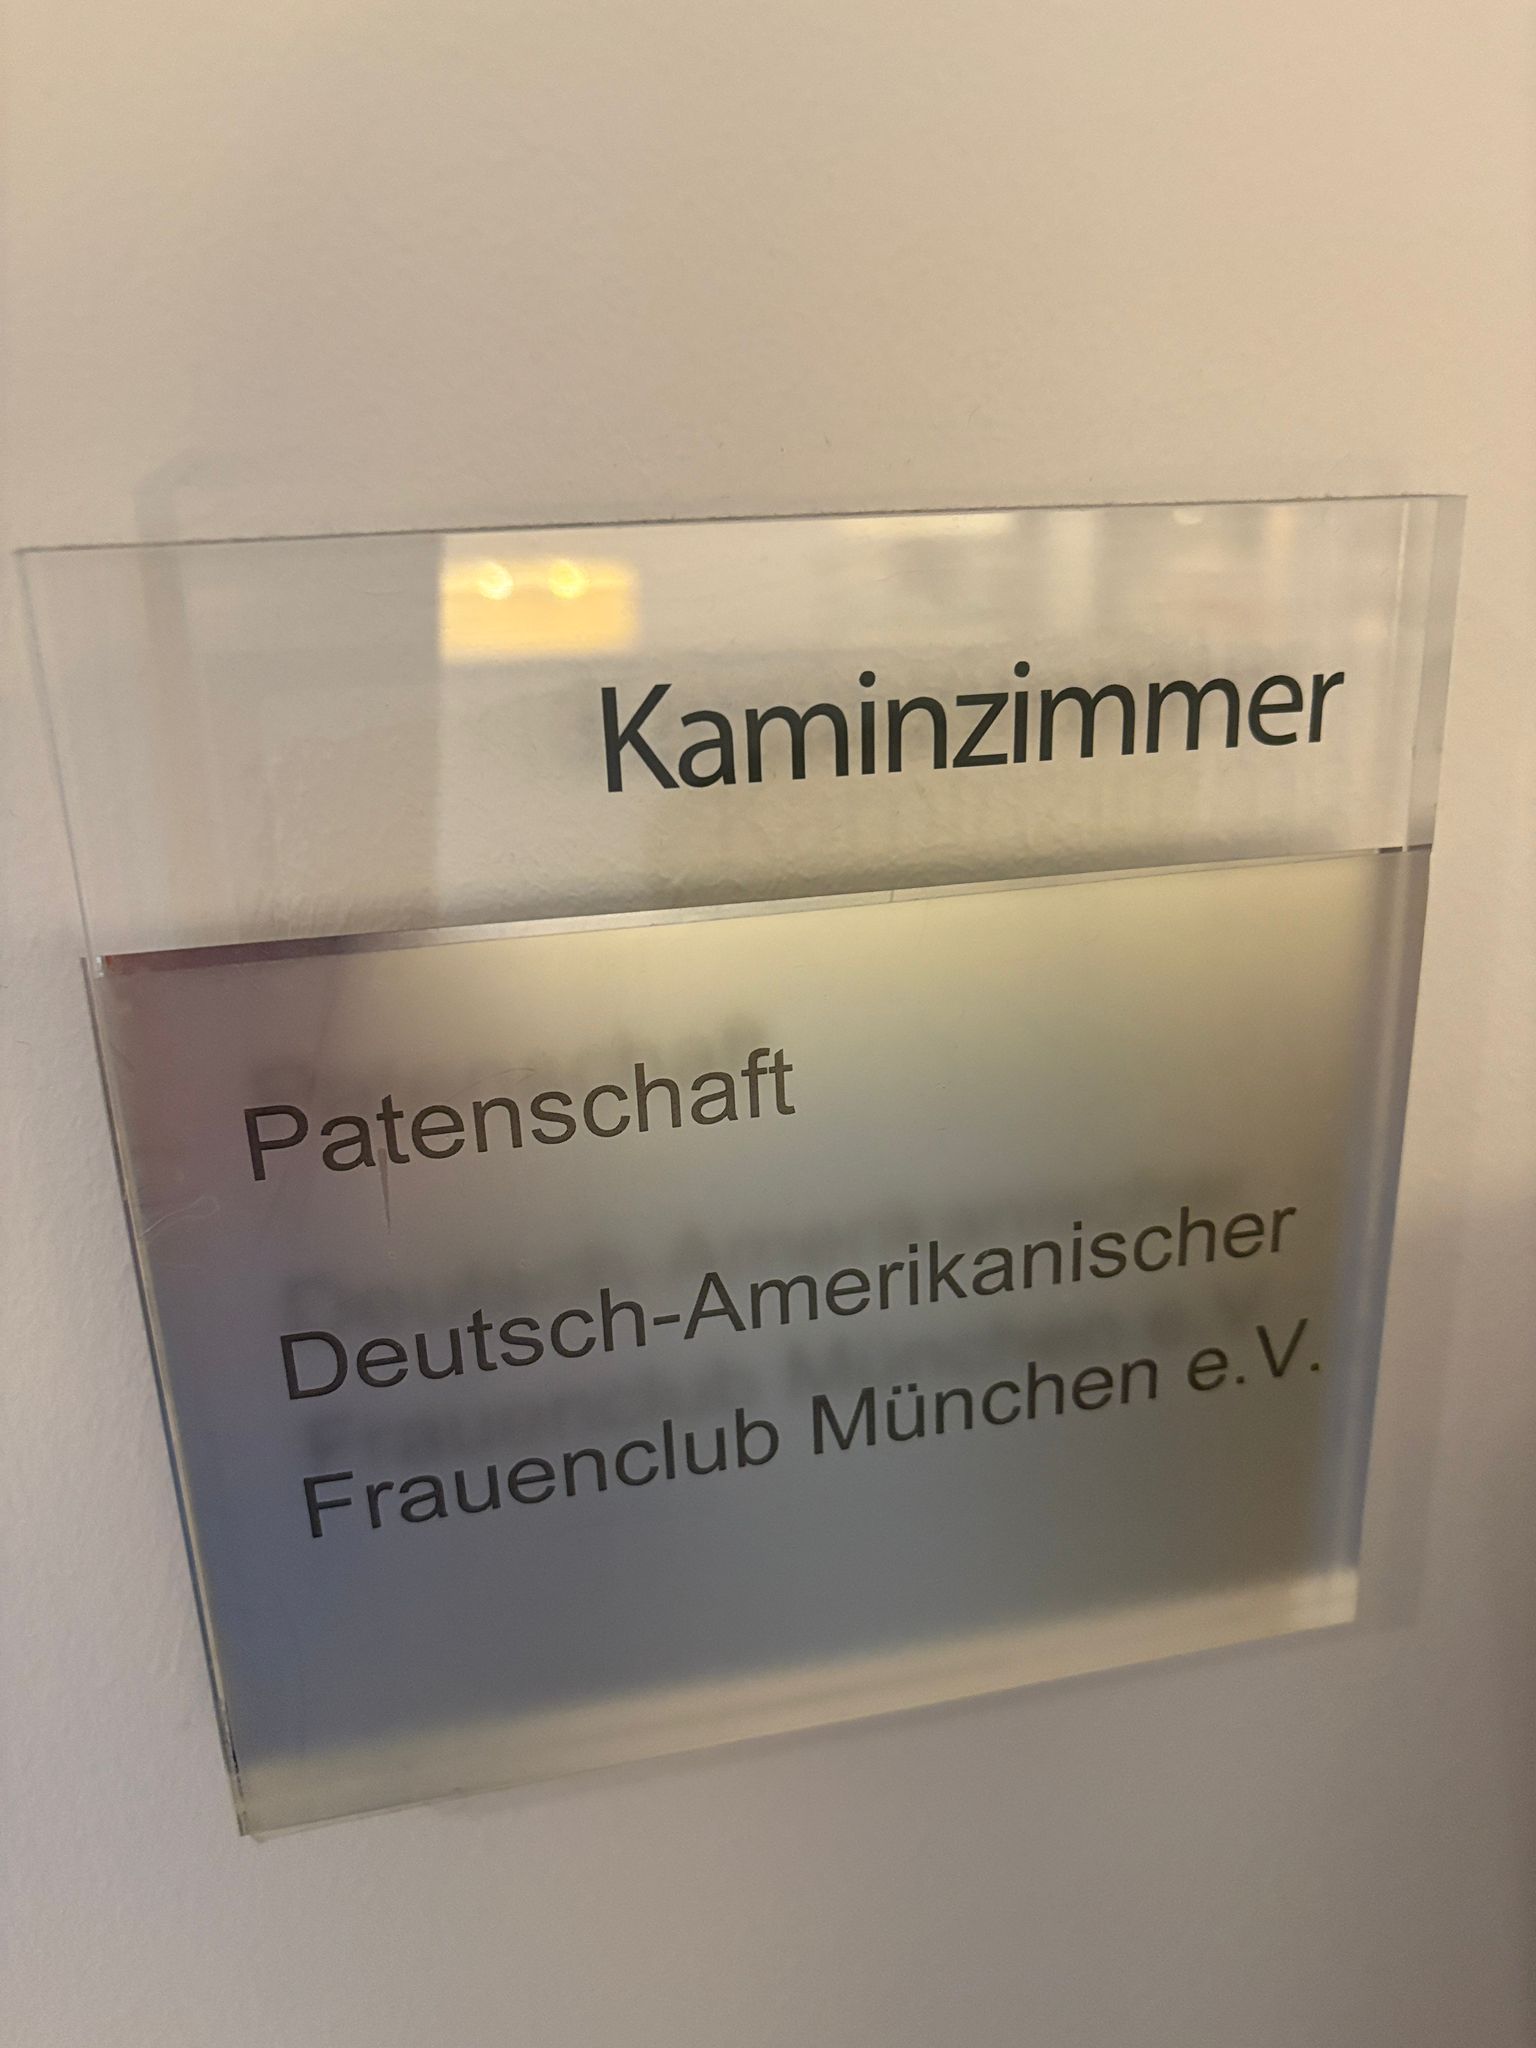 Kaminzimmer
Patenschaft
Deutsch-Amerikanischer
Frauenclub München e.V.